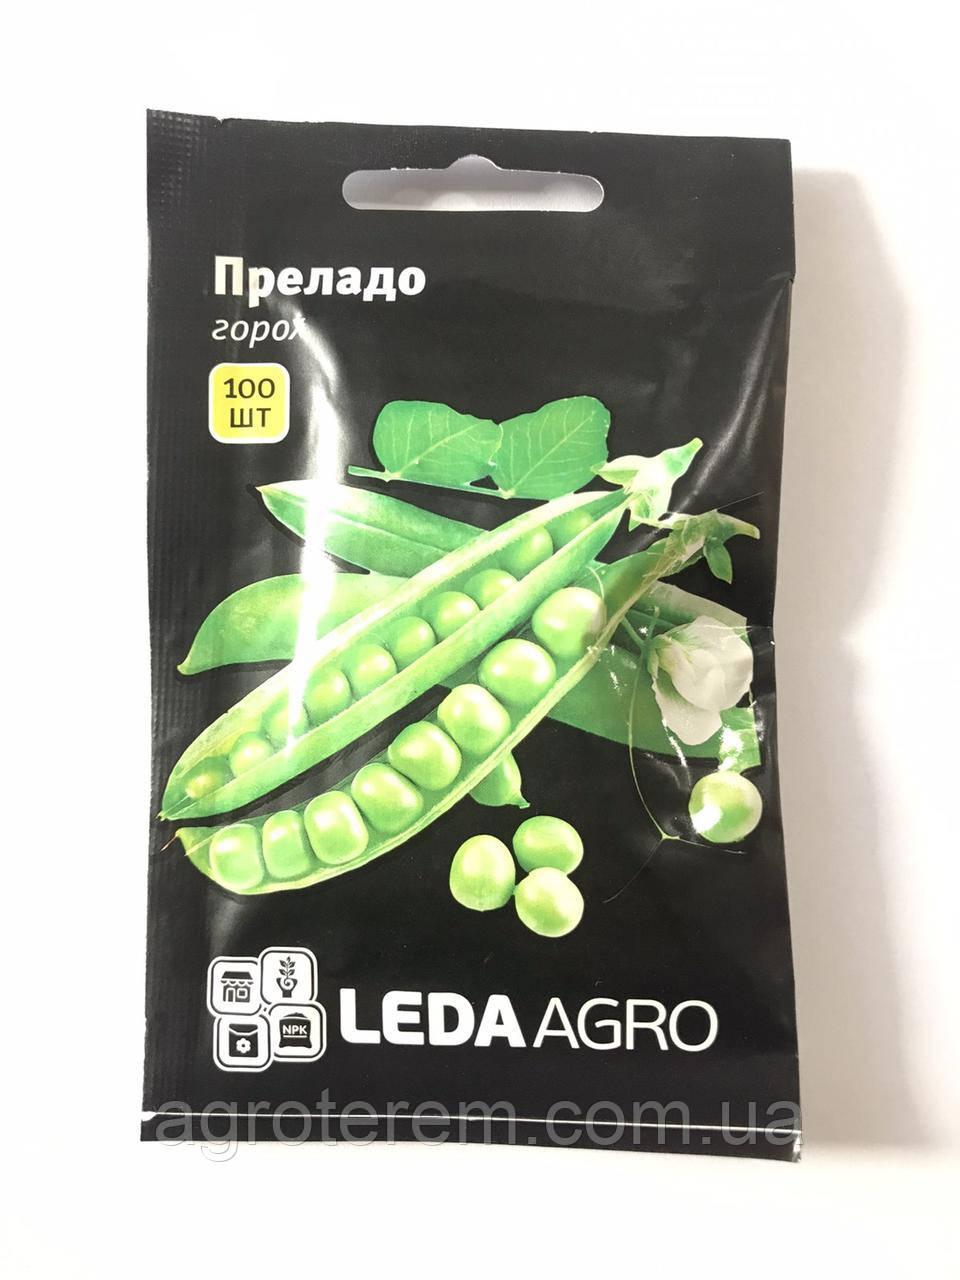 Преладо
горох
100
ШТ
NPK
LEDA AGRO
agroterem.com.ua